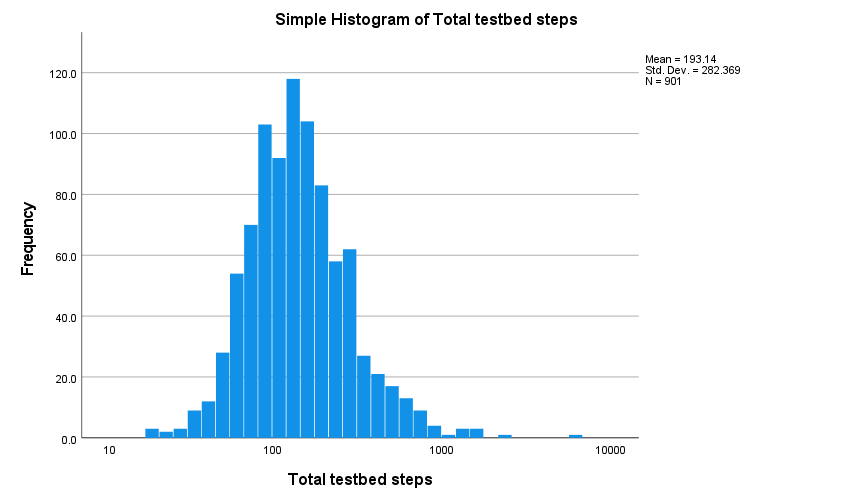 Simple Histogram of Total testbed steps
Mean = 193.14
Std. Dev. = 282.369
N = 901
120.0
100.0
80.0
60.0
40.0
20.0
0.0
Frequency
10 100 1000 10000
Total testbed steps